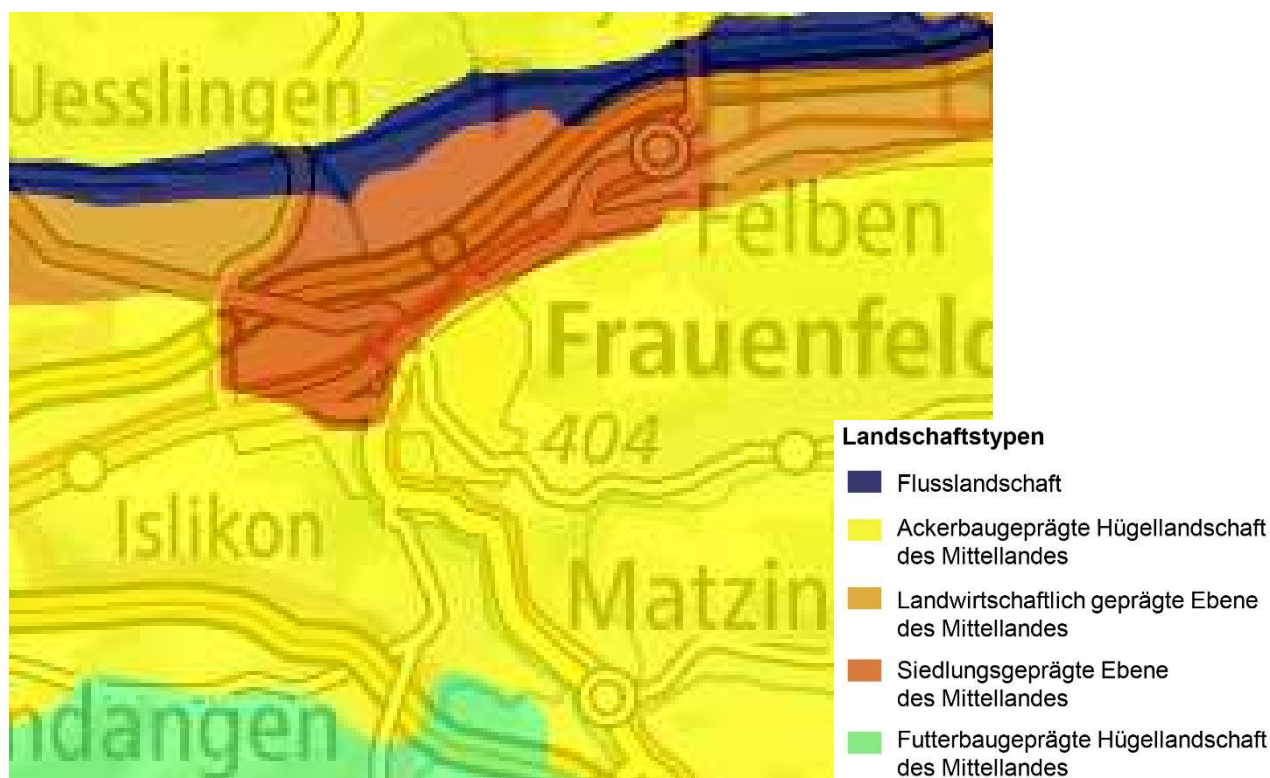 Uesslingen
Felben
Frauenfeld
404
Islikon
Matzin
ndangen
Landschaftstypen
Flusslandschaft
Ackerbaugeprägte Hügellandschaft
des Mittellandes
Landwirtschaftlich geprägte Ebene
des Mittellandes
Siedlungsgeprägte Ebene
des Mittellandes
Futterbaugeprägte Hügellandschaft
des Mittellandes